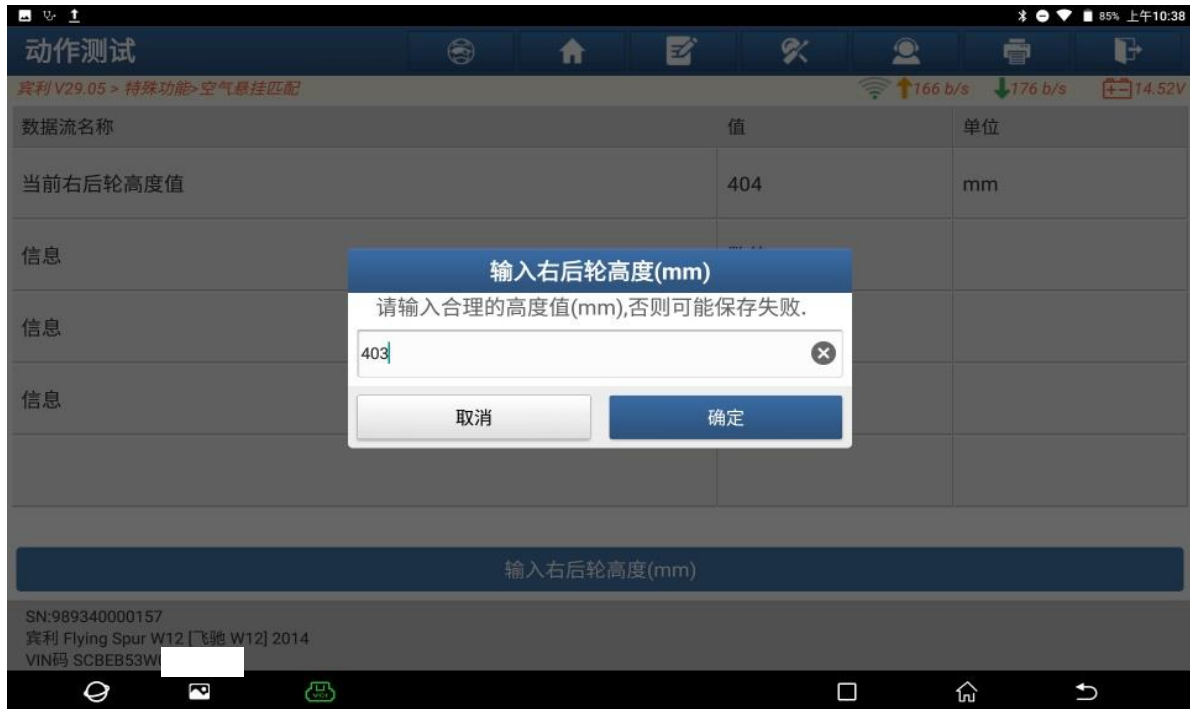 85% 上午10:38
动作测试
宾利 V29.05 > 特殊功能>空气悬挂匹配 166 b/s 176 b/s 14.52V
数据流名称 值 单位
当前右后轮高度值 404 mm
信息
输入右后轮高度(mm)
请输入合理的高度值(mm),否则可能保存失败.
信息
403
信息
取消 确定
输入右后轮高度(mm)
SN:989340000157
宾利 Flying Spur W12 [飞驰 W12] 2014
VIN码 SCBEB53W
VCI